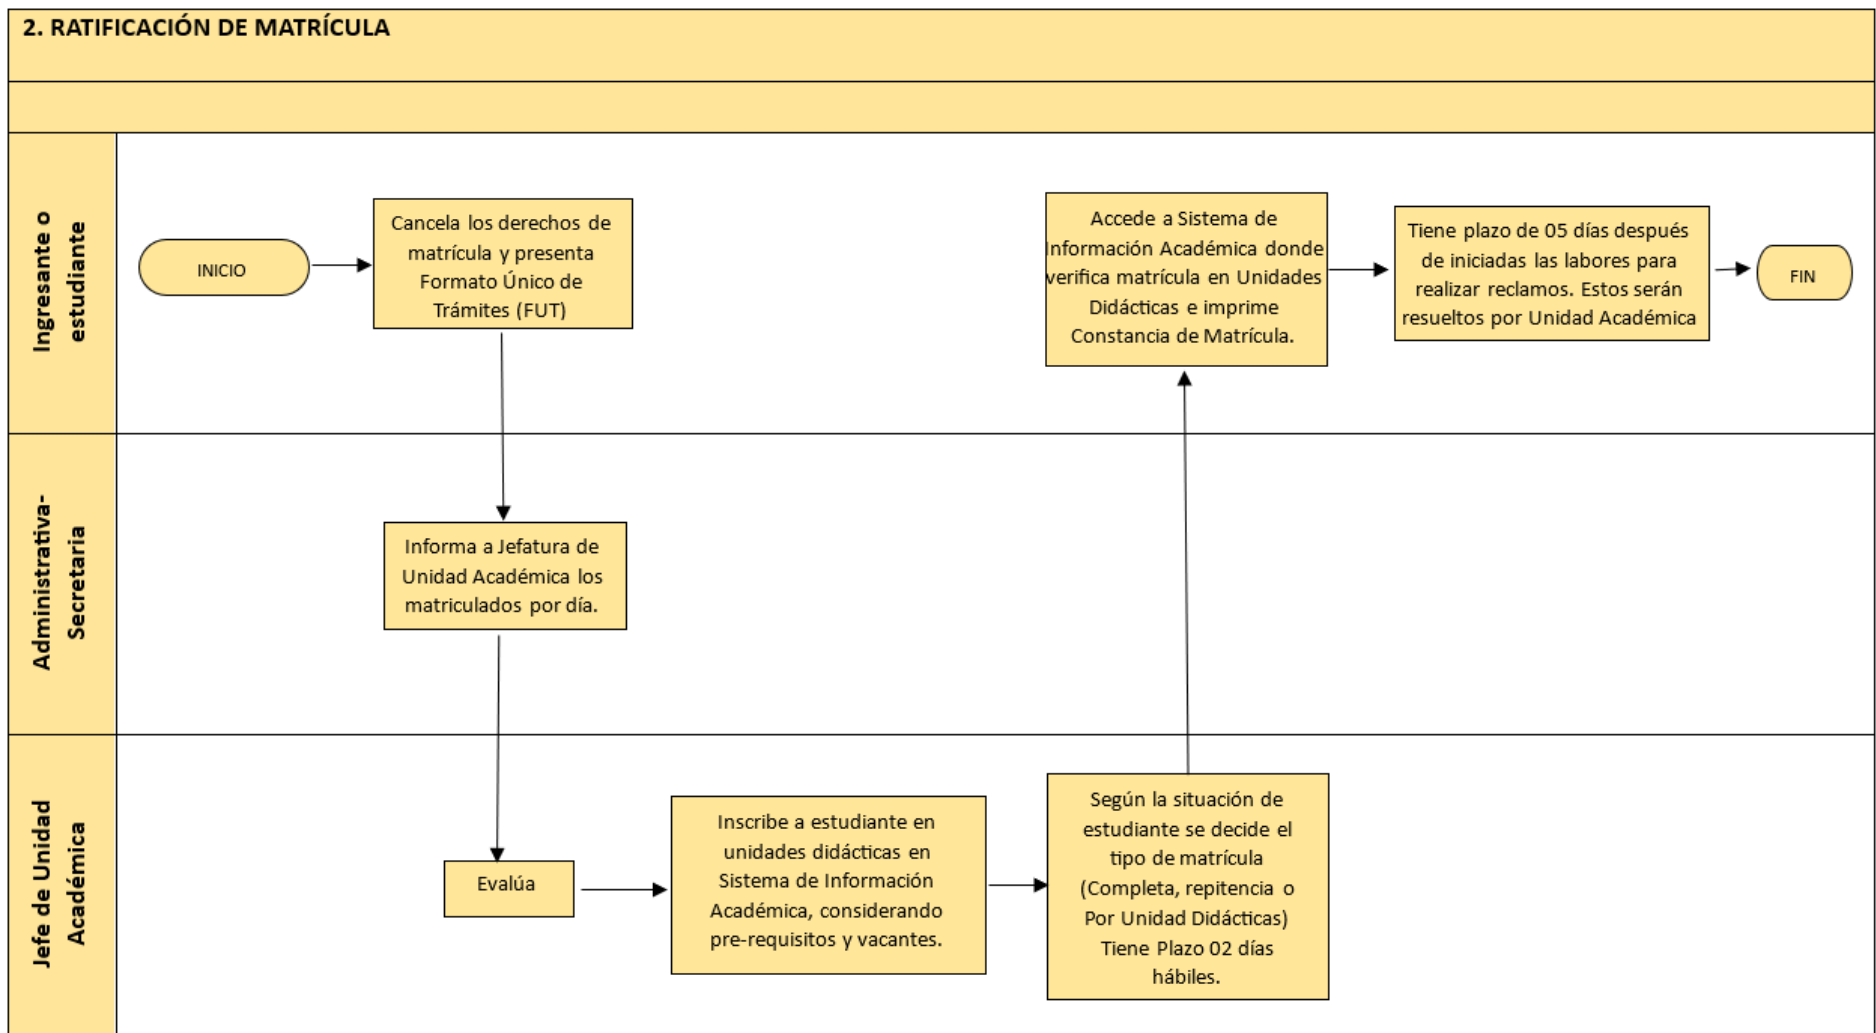 2. RATIFICACIÓN DE MATRÍCULA
Ingresante o
estudiante
INICIO
Cancela los derechos de
matrícula y presenta
Formato Único de
Trámites (FUT)
Accede a Sistema de
Información Académica donde
verifica matrícula en Unidades
Didácticas e imprime
Constancia de Matrícula.
Tiene plazo de 05 días después
de iniciadas las labores para
realizar reclamos. Estos serán
resueltos por Unidad Académica
FIN
Administrativa-
Secretaria
Informa a Jefatura de
Unidad Académica los
matriculados por día.
Jefe de Unidad
Académica
Evalúa
Inscribe a estudiante en
unidades didácticas en
Sistema de Información
Académica, considerando
pre-requisitos y vacantes.
Según la situación de
estudiante se decide el
tipo de matrícula
(Completa, repitencia o
Por Unidad Didácticas)
Tiene Plazo 02 días
hábiles.